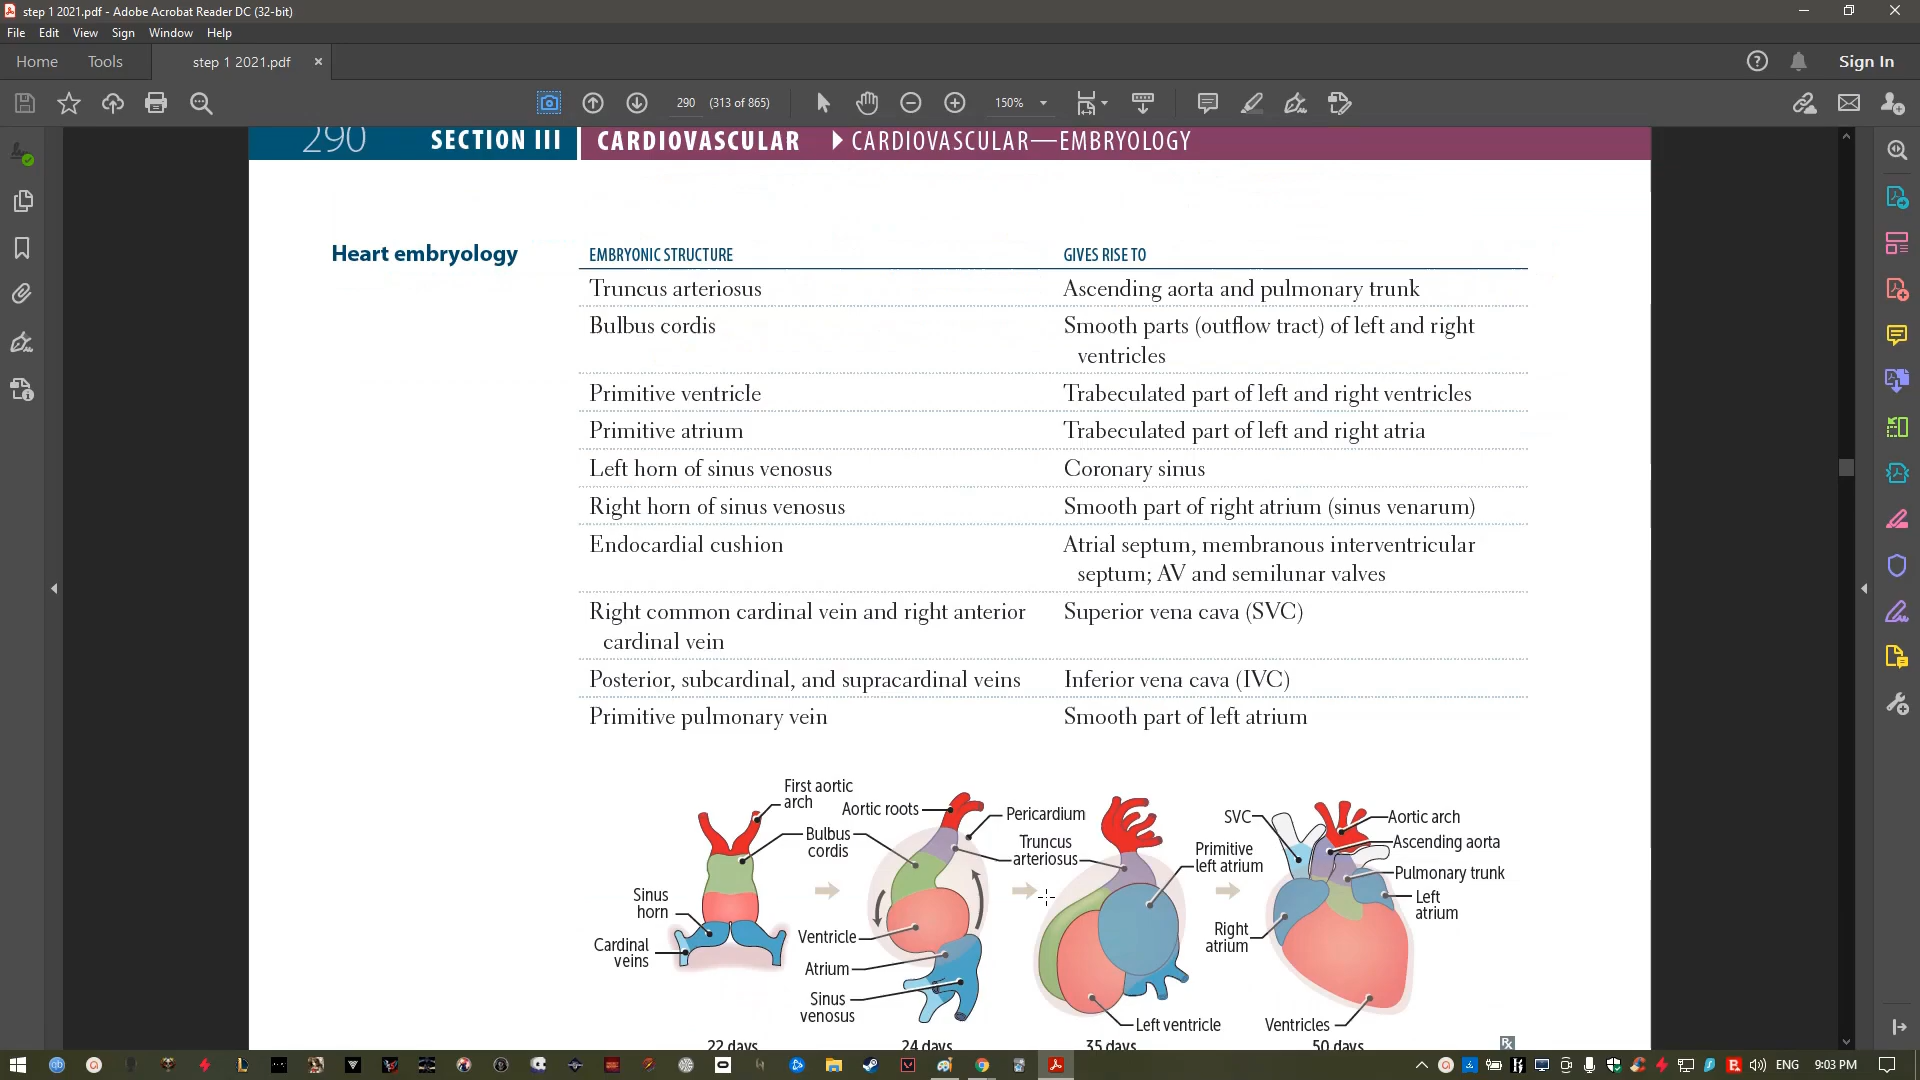 step 1 2021.pdf - Adobe Acrobat Reader DC (32-bit)
File Edit View Sign Window Help
Home Tools step 1 2021.pdf × Sign In
290 (313 of 865) 150%
290 SECTION III CARDIOVASCULAR ▶ CARDIOVASCULAR—EMBRYOLOGY
Heart embryology EMBRYONIC STRUCTURE GIVES RISE TO
Truncus arteriosus Ascending aorta and pulmonary trunk
Bulbus cordis Smooth parts (outflow tract) of left and right
ventricles
Primitive ventricle Trabeculated part of left and right ventricles
Primitive atrium Trabeculated part of left and right atria
Left horn of sinus venosus Coronary sinus
Right horn of sinus venosus Smooth part of right atrium (sinus venarum)
Endocardial cushion Atrial septum, membranous interventricular
septum; AV and semilunar valves
Right common cardinal vein and right anterior Superior vena cava (SVC)
cardinal vein
Posterior, subcardinal, and supracardinal veins Inferior vena cava (IVC)
Primitive pulmonary vein Smooth part of left atrium
First aortic
arch
Bulbus
cordis
Sinus
horn
Cardinal
veins
Aortic roots
Pericardium
Truncus
arteriosus
Ventricle
Atrium
Sinus
venosus
Primitive
left atrium
Left ventricle
SVC
Aortic arch
Ascending aorta
Pulmonary trunk
Left
atrium
Right
atrium
Ventricles
22 days 24 days 35 days 50 days
Rx
ENG 9:03 PM